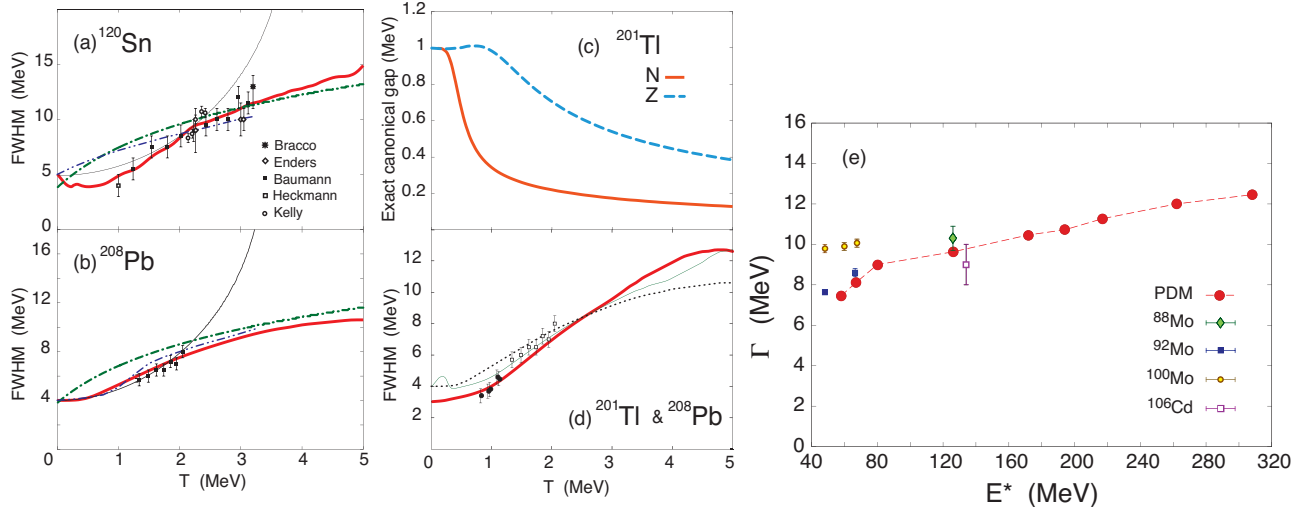 (a) 120Sn
FWHM (MeV)
15
10
5
0
Bracco
Enders
Baumann
Heckmann
Kelly
(b) 208Pb
FWHM (MeV)
16
12
8
4
0
0 1 2 3 4 5
T (MeV)
(c) 201Tl
N
Z
Exact canonical gap (MeV)
1
0.8
0.6
0.4
0.2
FWHM (MeV)
14
12
10
8
6
4
2
(d) 201Tl & 208Pb
0 1 2 3 4 5
T (MeV)
(e)
Γ (MeV)
16
14
12
10
8
6
4
2
0
PDM
88Mo
92Mo
100Mo
106Cd
40 80 120 160 200 240 280 320
E* (MeV)